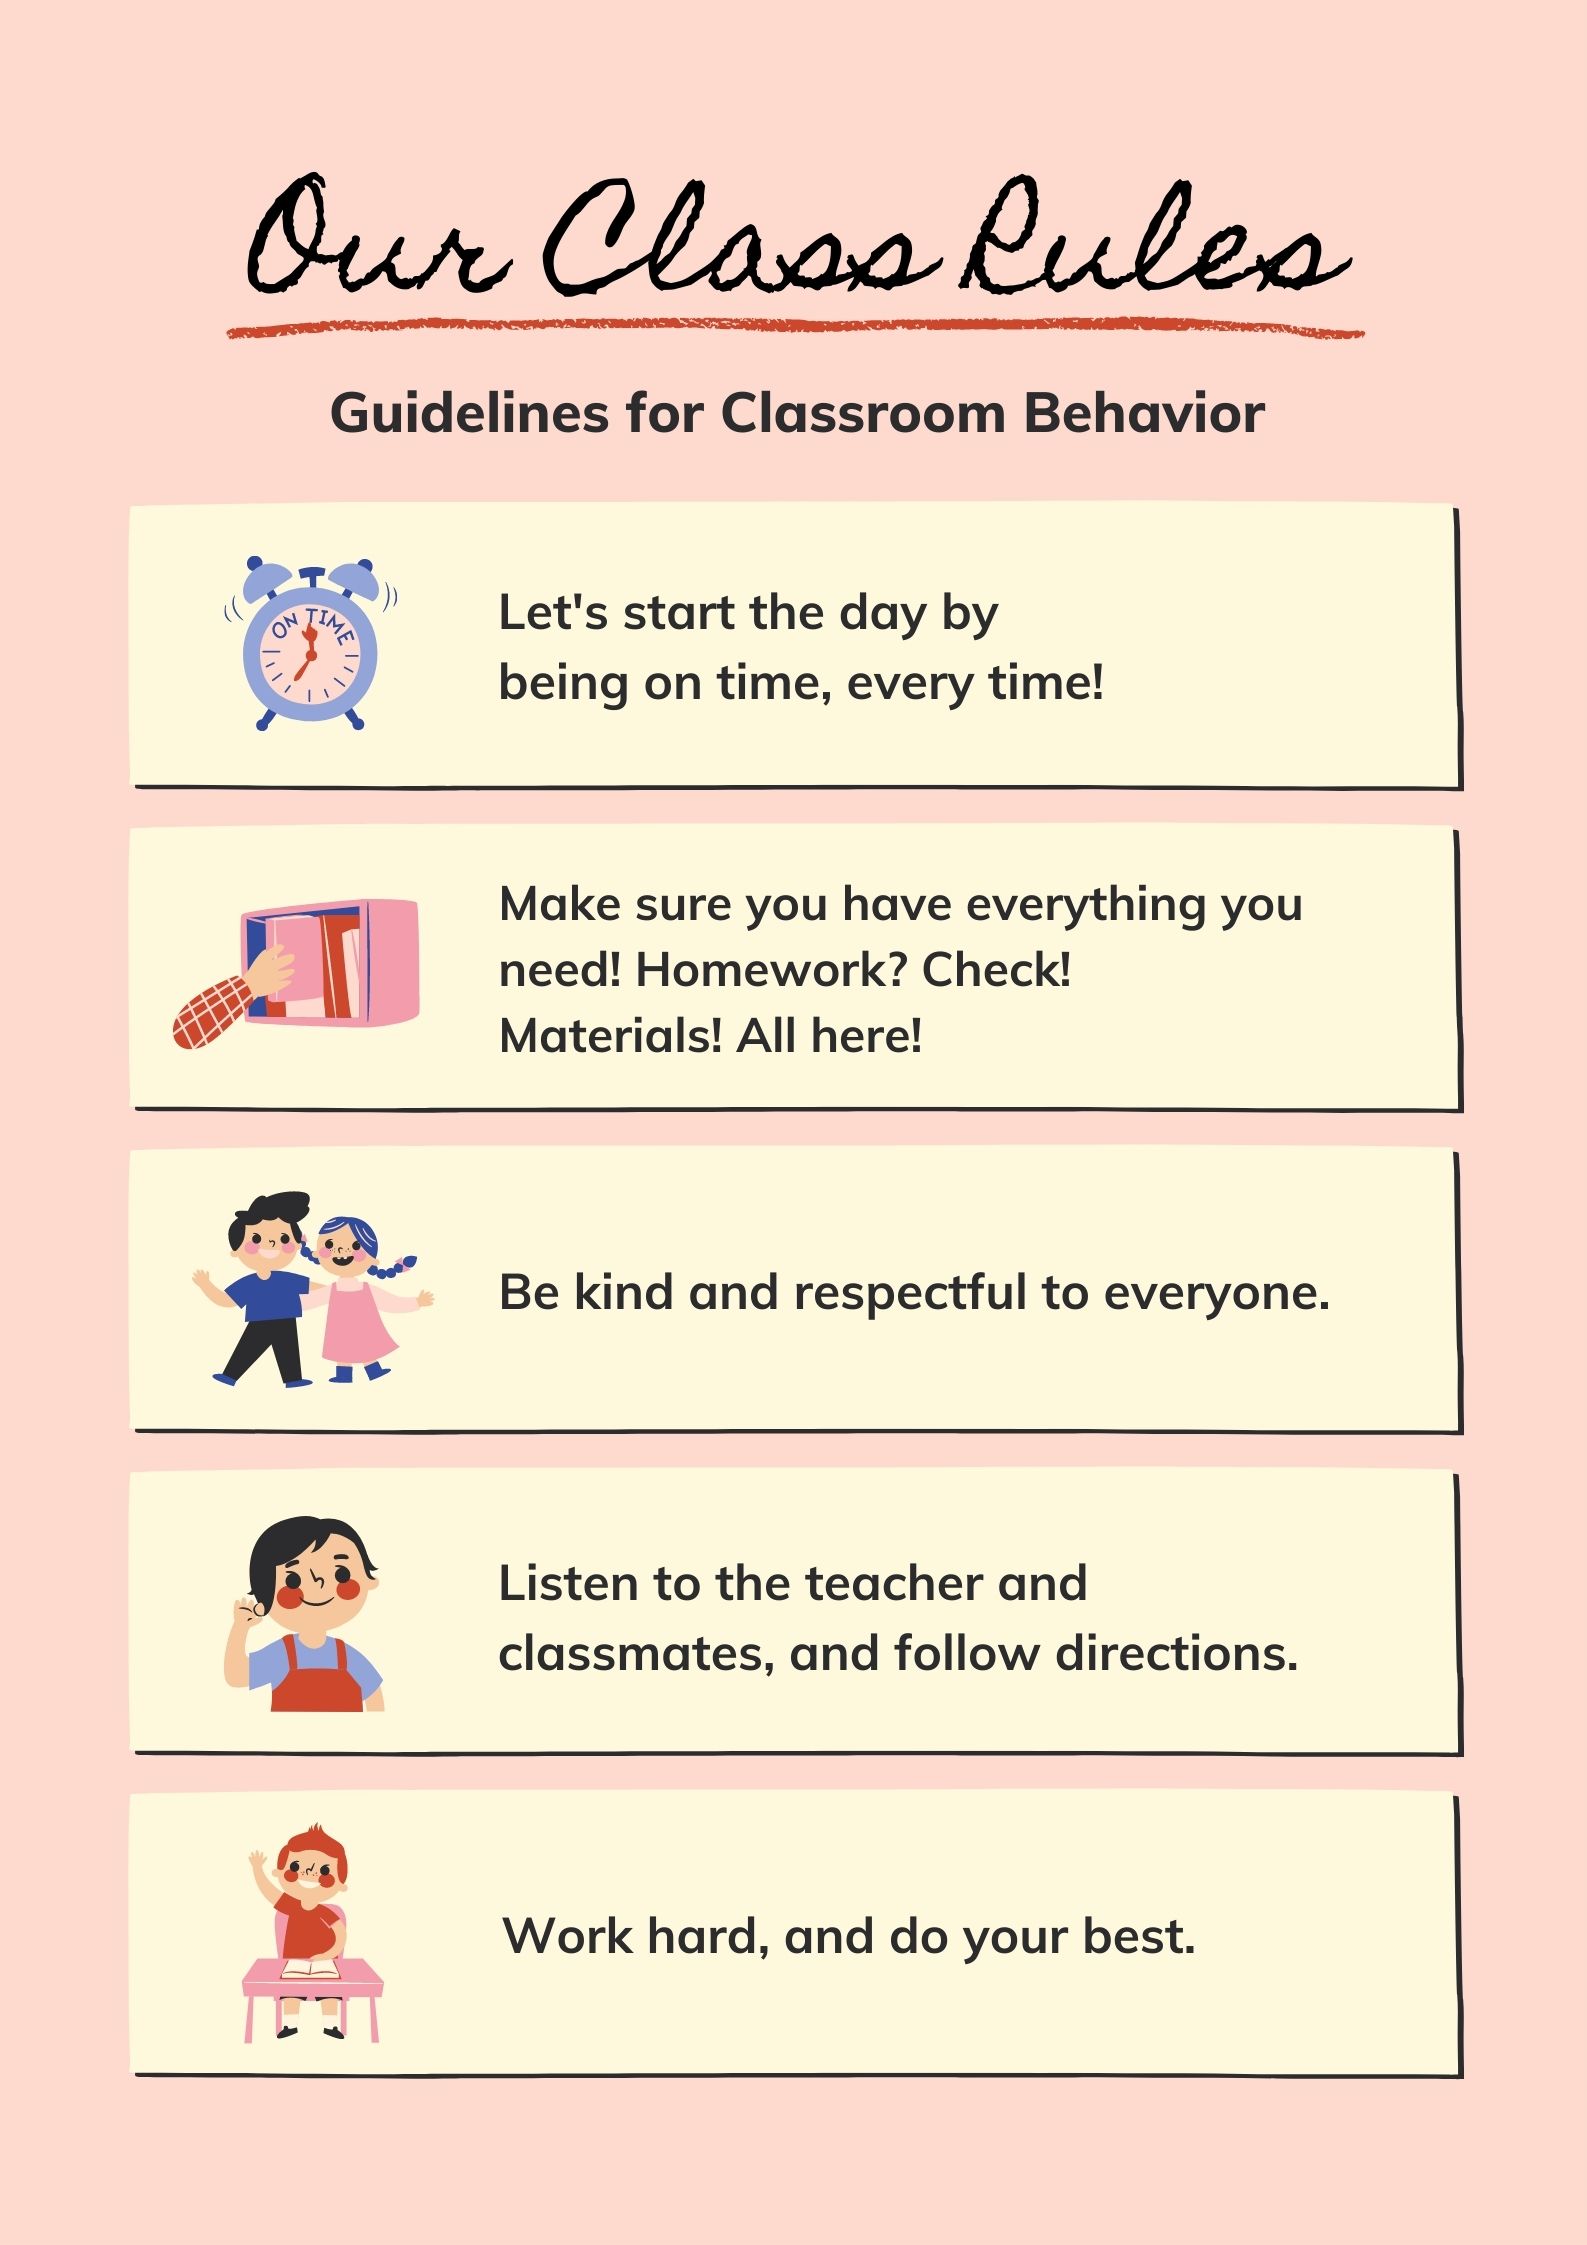 Our Class Rules
Guidelines for Classroom Behavior
ON TIME
Let's start the day by
being on time, every time!
Make sure you have everything you
need! Homework? Check!
Materials! All here!
Be kind and respectful to everyone.
Listen to the teacher and
classmates, and follow directions.
Work hard, and do your best.